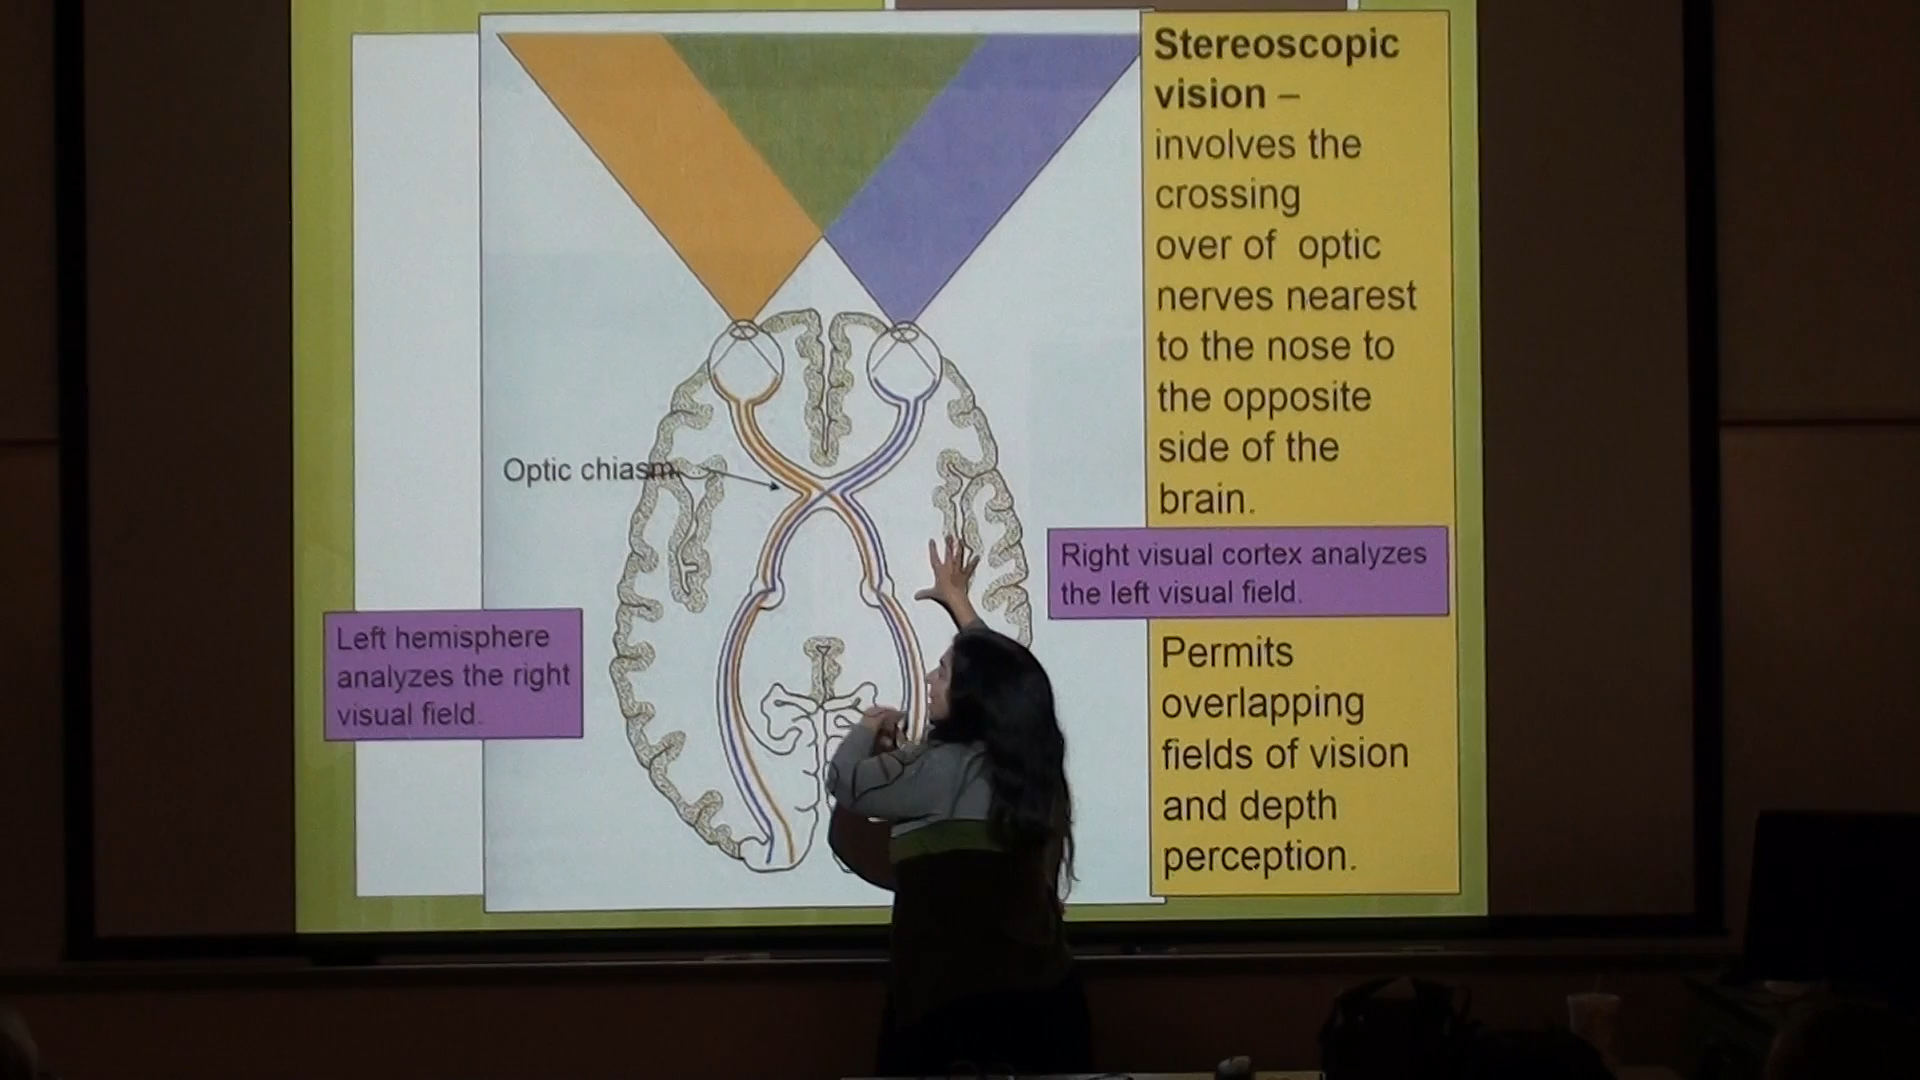 Stereoscopic
vision –
involves the
crossing
over of optic
nerves nearest
to the nose to
the opposite
side of the
brain.
Optic chiasm
Right visual cortex analyzes
the left visual field.
Left hemisphere
analyzes the right
visual field.
Permits
overlapping
fields of vision
and depth
perception.